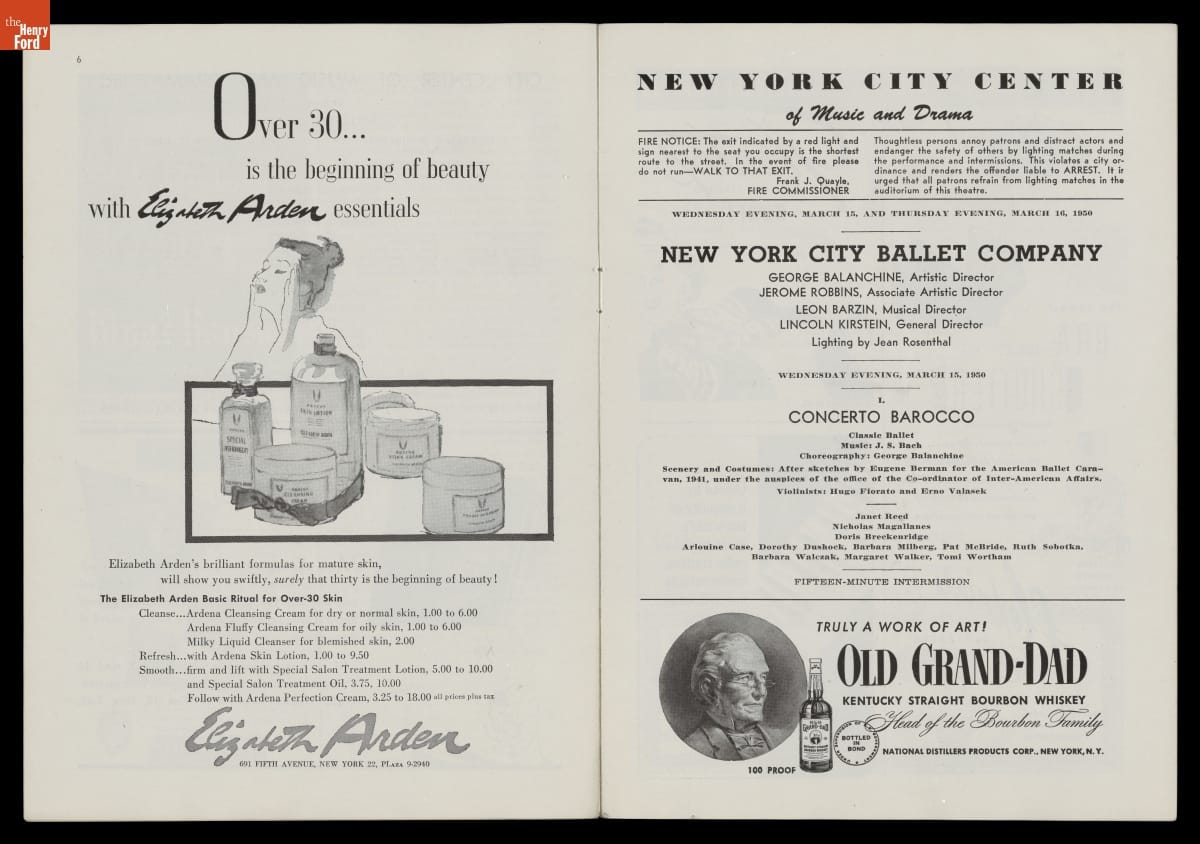 the
Henry
Ford
6
Over 30...
is the beginning of beauty
with Elizabeth Arden essentials
ARDENA
SKIN LOTION
ELIZABETH ARDEN
SPECIAL
ARDENA
CLEANSING
CREAM
Elizabeth Arden's brilliant formulas for mature skin,
will show you swiftly, surely that thirty is the beginning of beauty!
The Elizabeth Arden Basic Ritual for Over-30 Skin
Cleanse...Ardena Cleansing Cream for dry or normal skin, 1.00 to 6.00
Ardena Fluffy Cleansing Cream for oily skin, 1.00 to 6.00
Milky Liquid Cleanser for blemished skin, 2.00
Refresh...with Ardena Skin Lotion, 1.00 to 9.50
Smooth...firm and lift with Special Salon Treatment Lotion, 5.00 to 10.00
and Special Salon Treatment Oil, 3.75, 10.00
Follow with Ardena Perfection Cream, 3.25 to 18.00 all prices plus tax
Elizabeth Arden
691 FIFTH AVENUE, NEW YORK 22, PLAZA 9-2940
NEW YORK CITY CENTER
of Music and Drama
FIRE NOTICE: The exit indicated by a red light and
sign nearest to the seat you occupy is the shortest
route to the street. In the event of fire please
do not run—WALK TO THAT EXIT.
Frank J. Quayle,
FIRE COMMISSIONER
Thoughtless persons annoy patrons and distract actors and
endanger the safety of others by lighting matches during
the performance and intermissions. This violates a city or-
dinance and renders the offender liable to ARREST. It ir
urged that all patrons refrain from lighting matches in the
auditorium of this theatre.
WEDNESDAY EVENING, MARCH 15, AND THURSDAY EVENING, MARCH 16, 1950
NEW YORK CITY BALLET COMPANY
GEORGE BALANCHINE, Artistic Director
JEROME ROBBINS, Associate Artistic Director
LEON BARZIN, Musical Director
LINCOLN KIRSTEIN, General Director
Lighting by Jean Rosenthal
WEDNESDAY EVENING, MARCH 15, 1950
I.
CONCERTO BAROCCO
Classic Ballet
Music: J. S. Bach
Choreography: George Balanchine
Scenery and Costumes: After sketches by Eugene Berman for the American Ballet Cara-
van, 1941, under the auspices of the office of the Co-ordinator of Inter-American Affairs.
Violinists: Hugo Fiorato and Erno Valasek
Janet Reed
Nicholas Magallanes
Doris Breckenridge
Arlouine Case, Dorothy Dushock, Barbara Milberg, Pat McBride, Ruth Sobotka,
Barbara Walczak, Margaret Walker, Tomi Wortham
FIFTEEN-MINUTE INTERMISSION
TRULY A WORK OF ART!
OLD GRAND-DAD
KENTUCKY STRAIGHT BOURBON WHISKEY
Head of the Bourbon Family
BOTTLED
IN
BOND
NATIONAL DISTILLERS PRODUCTS CORP., NEW YORK, N.Y.
OLD
GRAND-DAD
100 PROOF